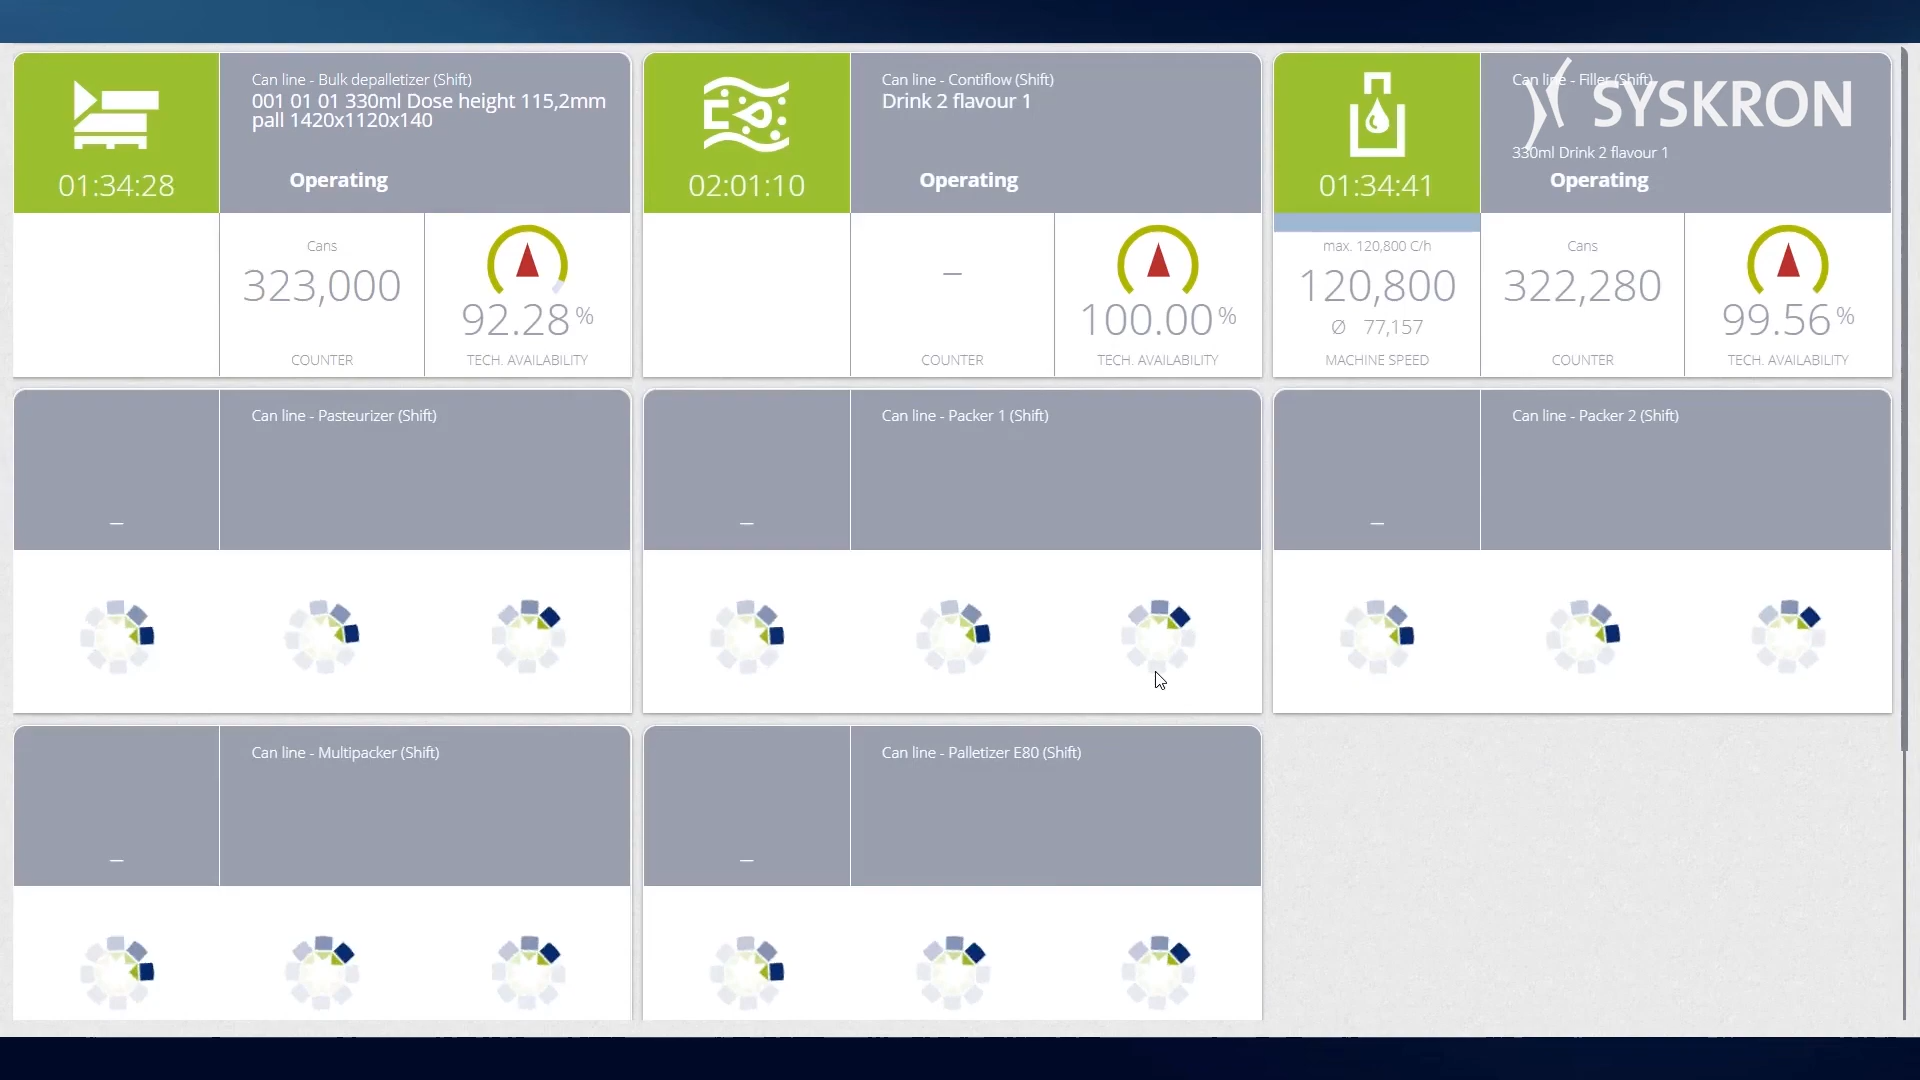 Can line - Bulk depalletizer (Shift)
001 01 01 330ml Dose height 115,2mm
pall 1420x1120x140
01:34:28
Operating
Cans
323,000
COUNTER
92.28 %
TECH. AVAILABILITY
Can line - Contiflow (Shift)
Drink 2 flavour 1
02:01:10
Operating
–
COUNTER
100.00 %
TECH. AVAILABILITY
Can line - Filler (Shift)
SYSKRON
330ml Drink 2 flavour 1
01:34:41
Operating
max. 120,800 C/h
120,800
Ø 77,157
MACHINE SPEED
Cans
322,280
COUNTER
99.56 %
TECH. AVAILABILITY
Can line - Pasteurizer (Shift)
–
Can line - Packer 1 (Shift)
–
Can line - Packer 2 (Shift)
–
Can line - Multipacker (Shift)
–
Can line - Palletizer E80 (Shift)
–